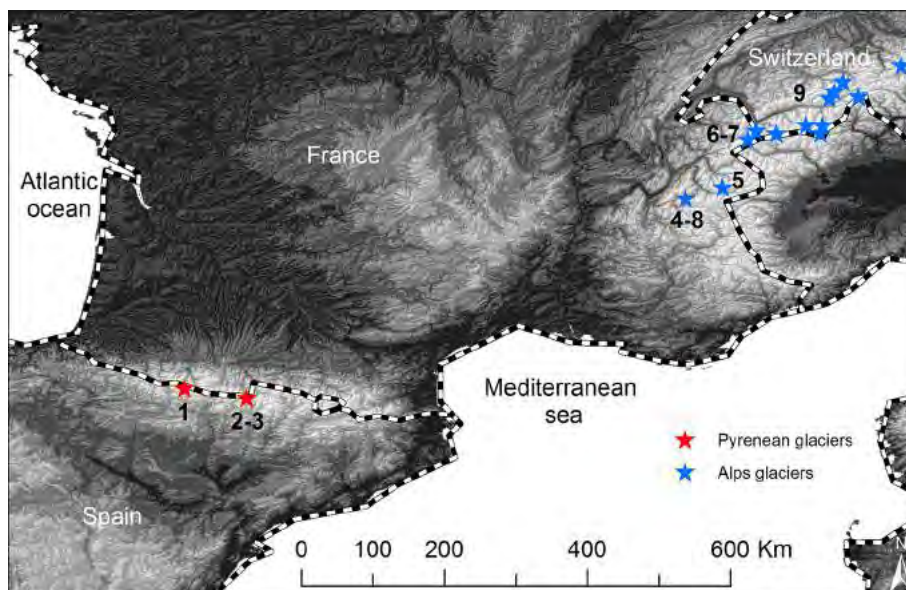 Switzerland
9
6-7
France
Atlantic
ocean
5
4-8
Mediterranean
sea
1
2-3
Pyrenean glaciers
Alps glaciers
Spain
0 100 200 400 600 Km
N